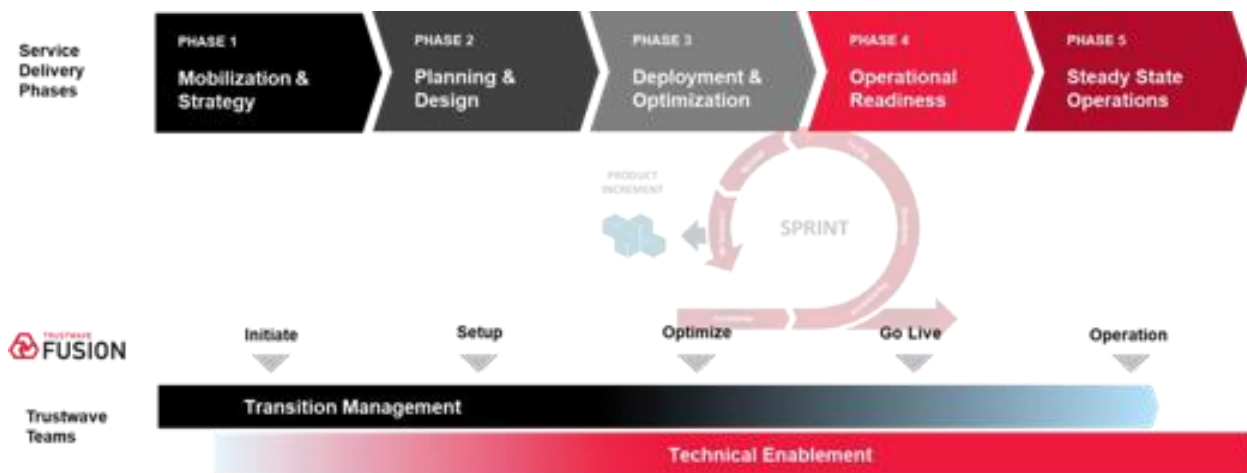 Service
Delivery
Phases
PHASE 1
Mobilization &
Strategy
PHASE 2
Planning &
Design
PHASE 3
Deployment &
Optimization
PHASE 4
Operational
Readiness
PHASE 5
Steady State
Operations
PRODUCT
INCREMENT
SPRINT
TRUSTWAVE
FUSION
Initiate
Setup
Optimize
Go Live
Operation
Trustwave
Teams
Transition Management
Technical Enablement